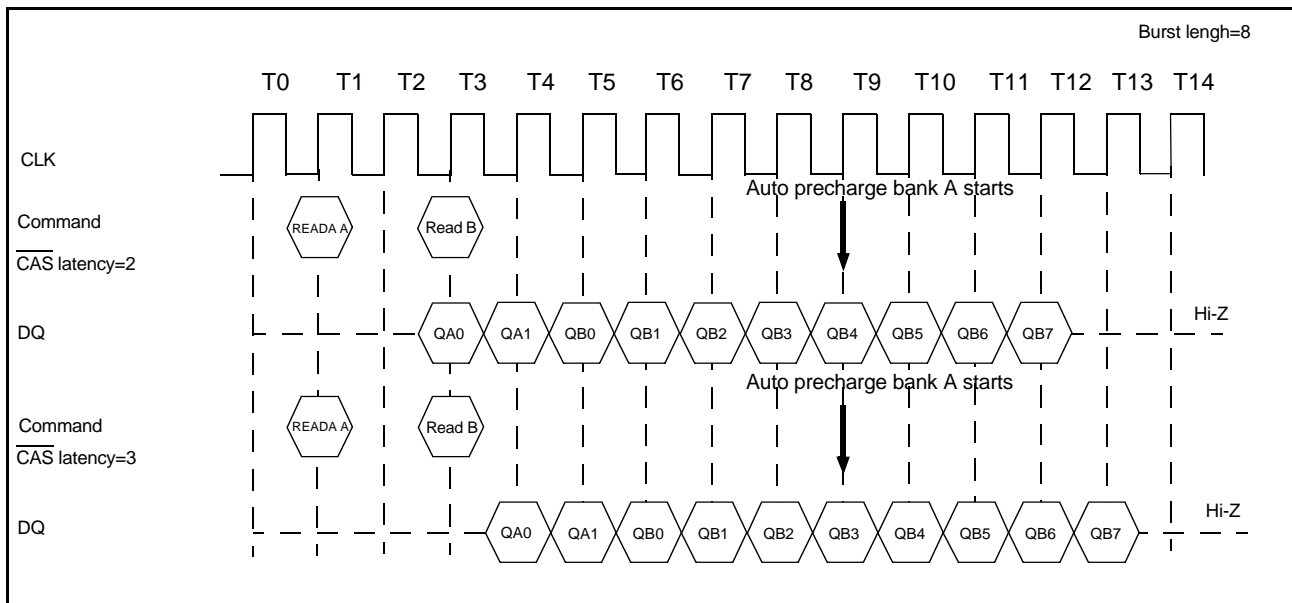 Burst lengh=8
T0 T1 T2 T3 T4 T5 T6 T7 T8 T9 T10 T11 T12 T13 T14
CLK
Auto precharge bank A starts
Command
READA A Read B
CAS latency=2
Hi-Z
DQ
QA0 QA1 QB0 QB1 QB2 QB3 QB4 QB5 QB6 QB7
Auto precharge bank A starts
Command
READA A Read B
CAS latency=3
Hi-Z
DQ
QA0 QA1 QB0 QB1 QB2 QB3 QB4 QB5 QB6 QB7